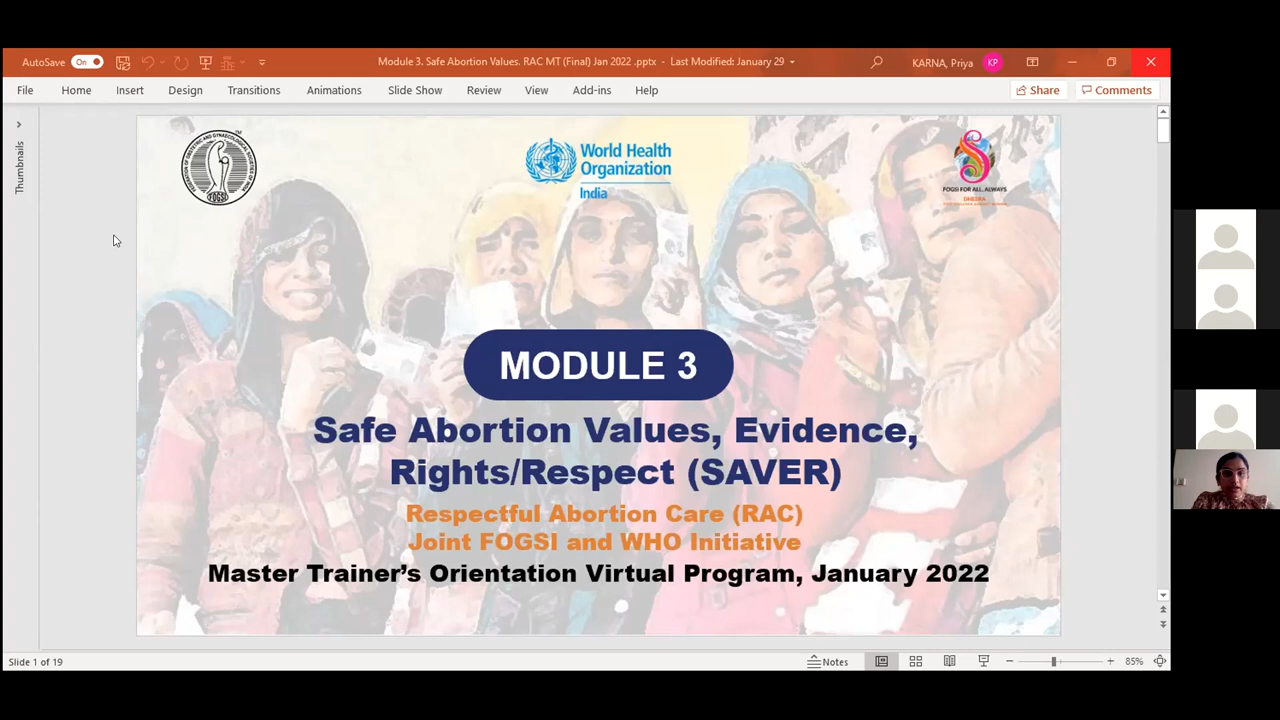 AutoSave On Module 3. Safe Abortion Values. RAC MT (Final) Jan 2022 .pptx - Last Modified: January 29 KARNA, Priya KP
File Home Insert Design Transitions Animations Slide Show Review View Add-ins Help Share Comments
Thumbnails
FOGSI
World Health
Organization
India
FOGSI FOR ALL, ALWAYS
DHEERA
MODULE 3
Safe Abortion Values, Evidence,
Rights/Respect (SAVER)
Respectful Abortion Care (RAC)
Joint FOGSI and WHO Initiative
Master Trainer's Orientation Virtual Program, January 2022
Slide 1 of 19 Notes 85%